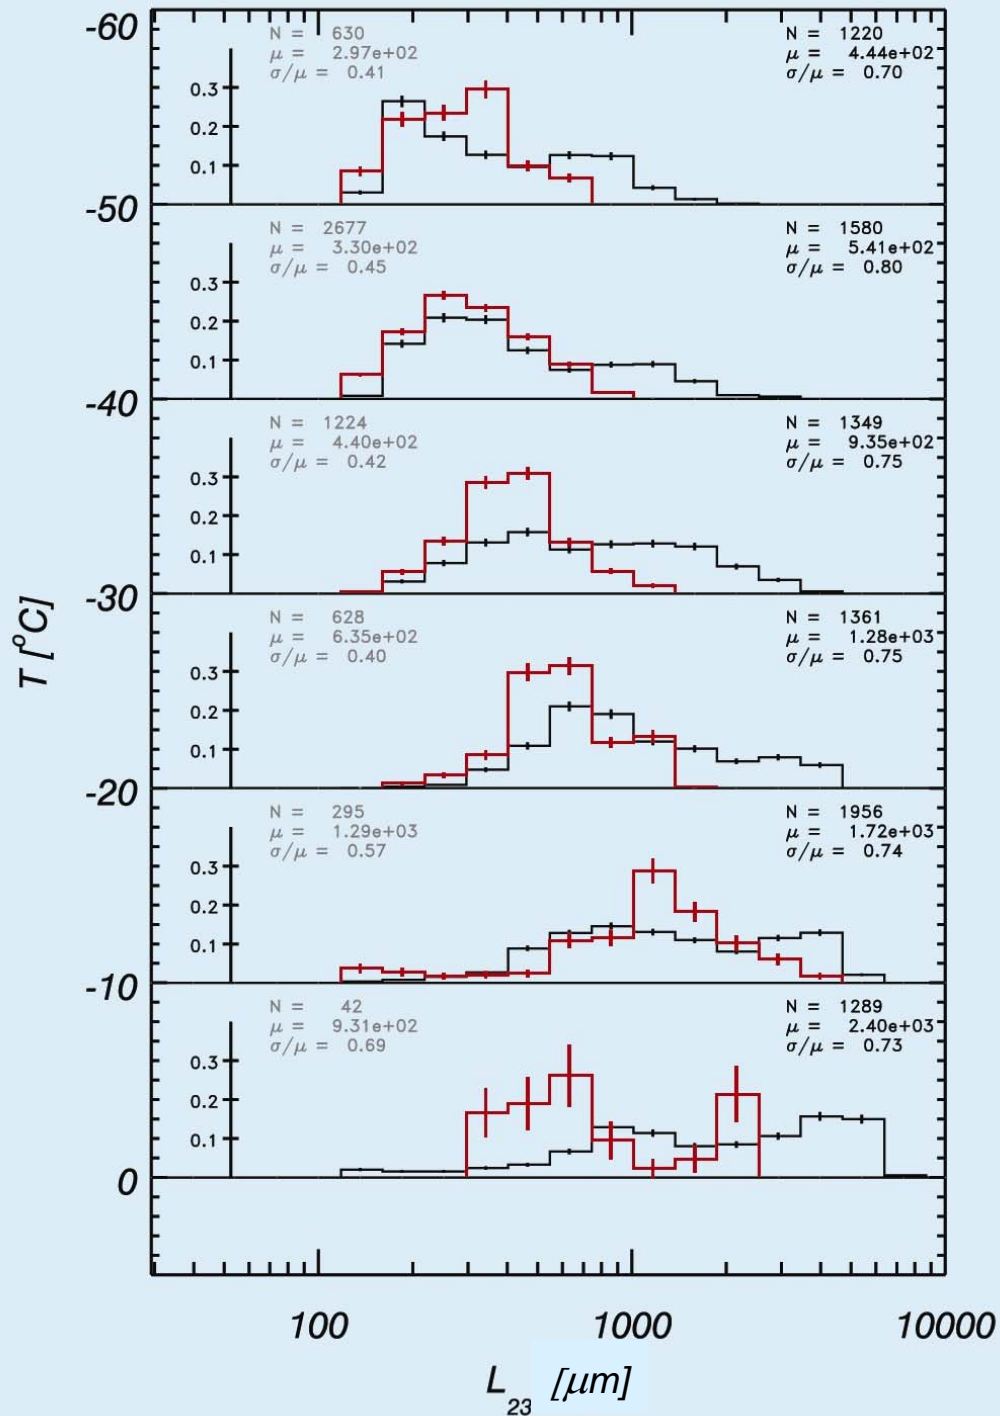 -60
N = 630
μ = 2.97e+02
σ/μ = 0.41
N = 1220
μ = 4.44e+02
σ/μ = 0.70
0.3
0.2
0.1
-50
N = 2677
μ = 3.30e+02
σ/μ = 0.45
N = 1580
μ = 5.41e+02
σ/μ = 0.80
0.3
0.2
0.1
-40
N = 1224
μ = 4.40e+02
σ/μ = 0.42
N = 1349
μ = 9.35e+02
σ/μ = 0.75
0.3
0.2
0.1
-30
N = 628
μ = 6.35e+02
σ/μ = 0.40
N = 1361
μ = 1.28e+03
σ/μ = 0.75
0.3
0.2
0.1
-20
N = 295
μ = 1.29e+03
σ/μ = 0.57
N = 1956
μ = 1.72e+03
σ/μ = 0.74
0.3
0.2
0.1
-10
N = 42
μ = 9.31e+02
σ/μ = 0.69
N = 1289
μ = 2.40e+03
σ/μ = 0.73
0.3
0.2
0.1
0
T [°C]
100 1000 10000
L23 [μm]